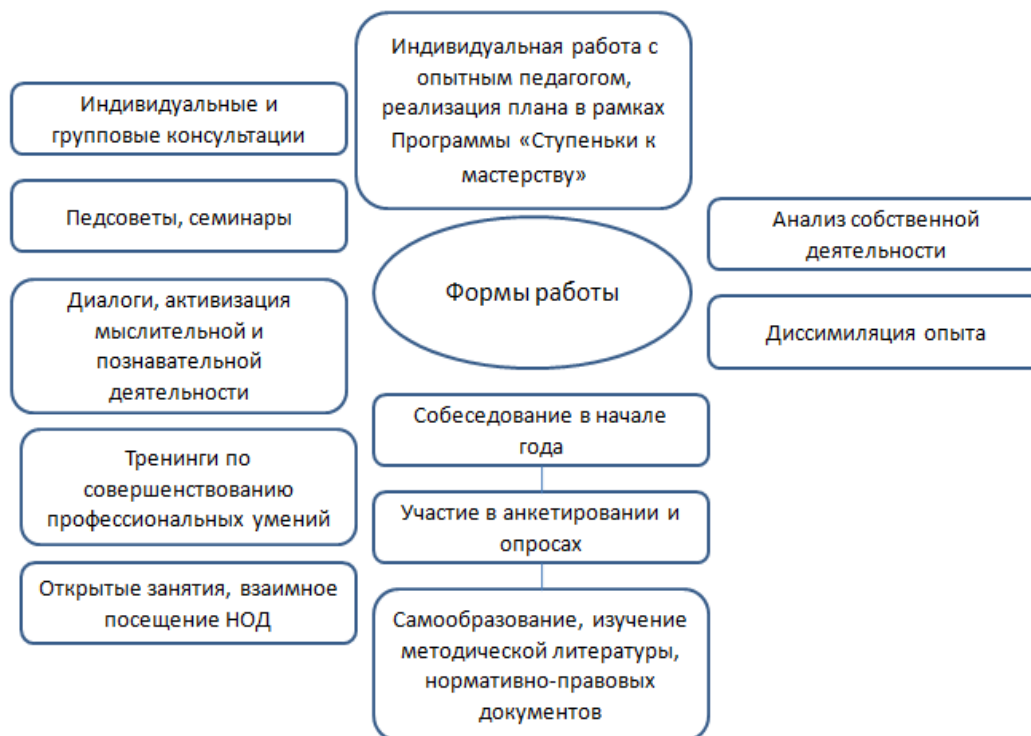 Индивидуальная работа с
опытным педагогом,
реализация плана в рамках
Программы «Ступеньки к
мастерству»
Индивидуальные и
групповые консультации
Педсоветы, семинары
Диалоги, активизация
мыслительной и
познавательной
деятельности
Тренинги по
совершенствованию
профессиональных умений
Открытые занятия, взаимное
посещение НОД
Формы работы
Собеседование в начале
года
Участие в анкетировании и
опросах
Самообразование, изучение
методической литературы,
нормативно-правовых
документов
Анализ собственной
деятельности
Диссимиляция опыта